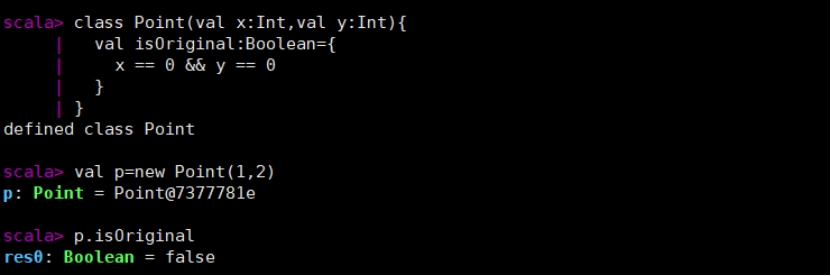 scala> class Point(val x:Int,val y:Int){
     |   val isOriginal:Boolean={
     |     x == 0 && y == 0
     |   }
     | }
defined class Point
scala> val p=new Point(1,2)
p: Point = Point@7377781e
scala> p.isOriginal
res0: Boolean = false